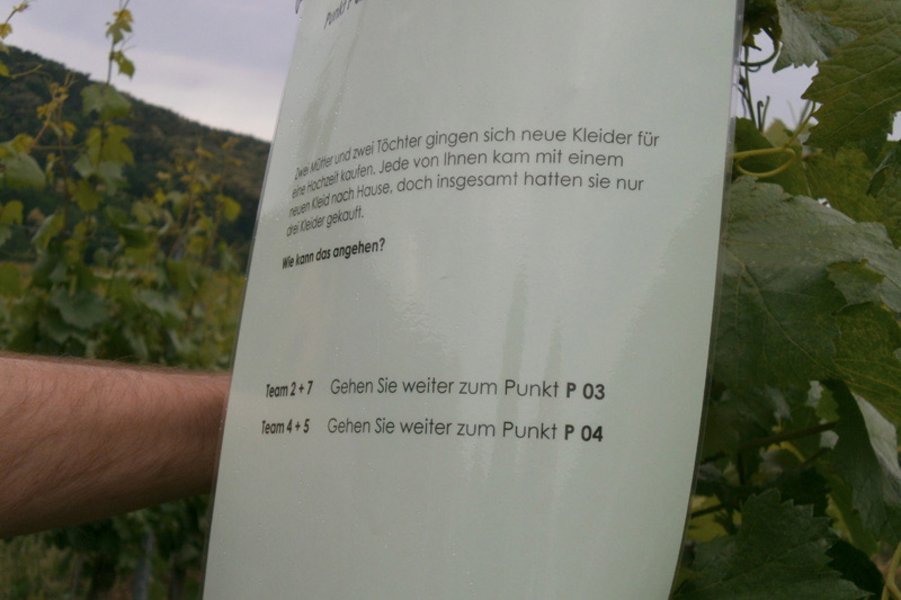 Punkt P
Zwei Mütter und zwei Töchter gingen sich neue Kleider für
eine Hochzeit kaufen. Jede von Ihnen kam mit einem
neuen Kleid nach Hause, doch insgesamt hatten sie nur
drei Kleider gekauft.
Wie kann das angehen?
Team 2 + 7 Gehen Sie weiter zum Punkt P 03
Team 4 + 5 Gehen Sie weiter zum Punkt P 04